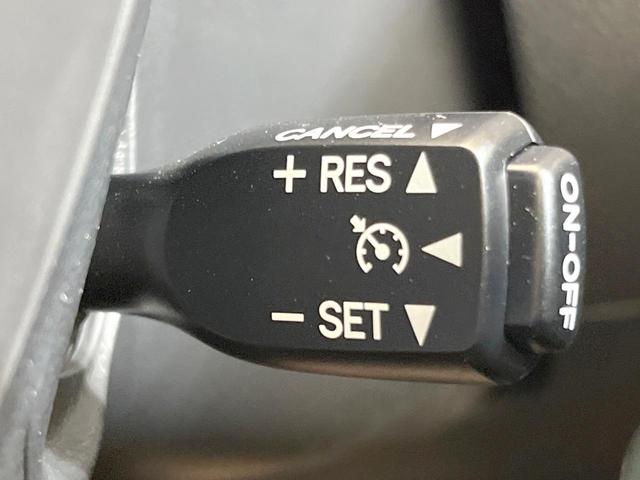 CANCEL
+ RES
- SET
ON-OFF